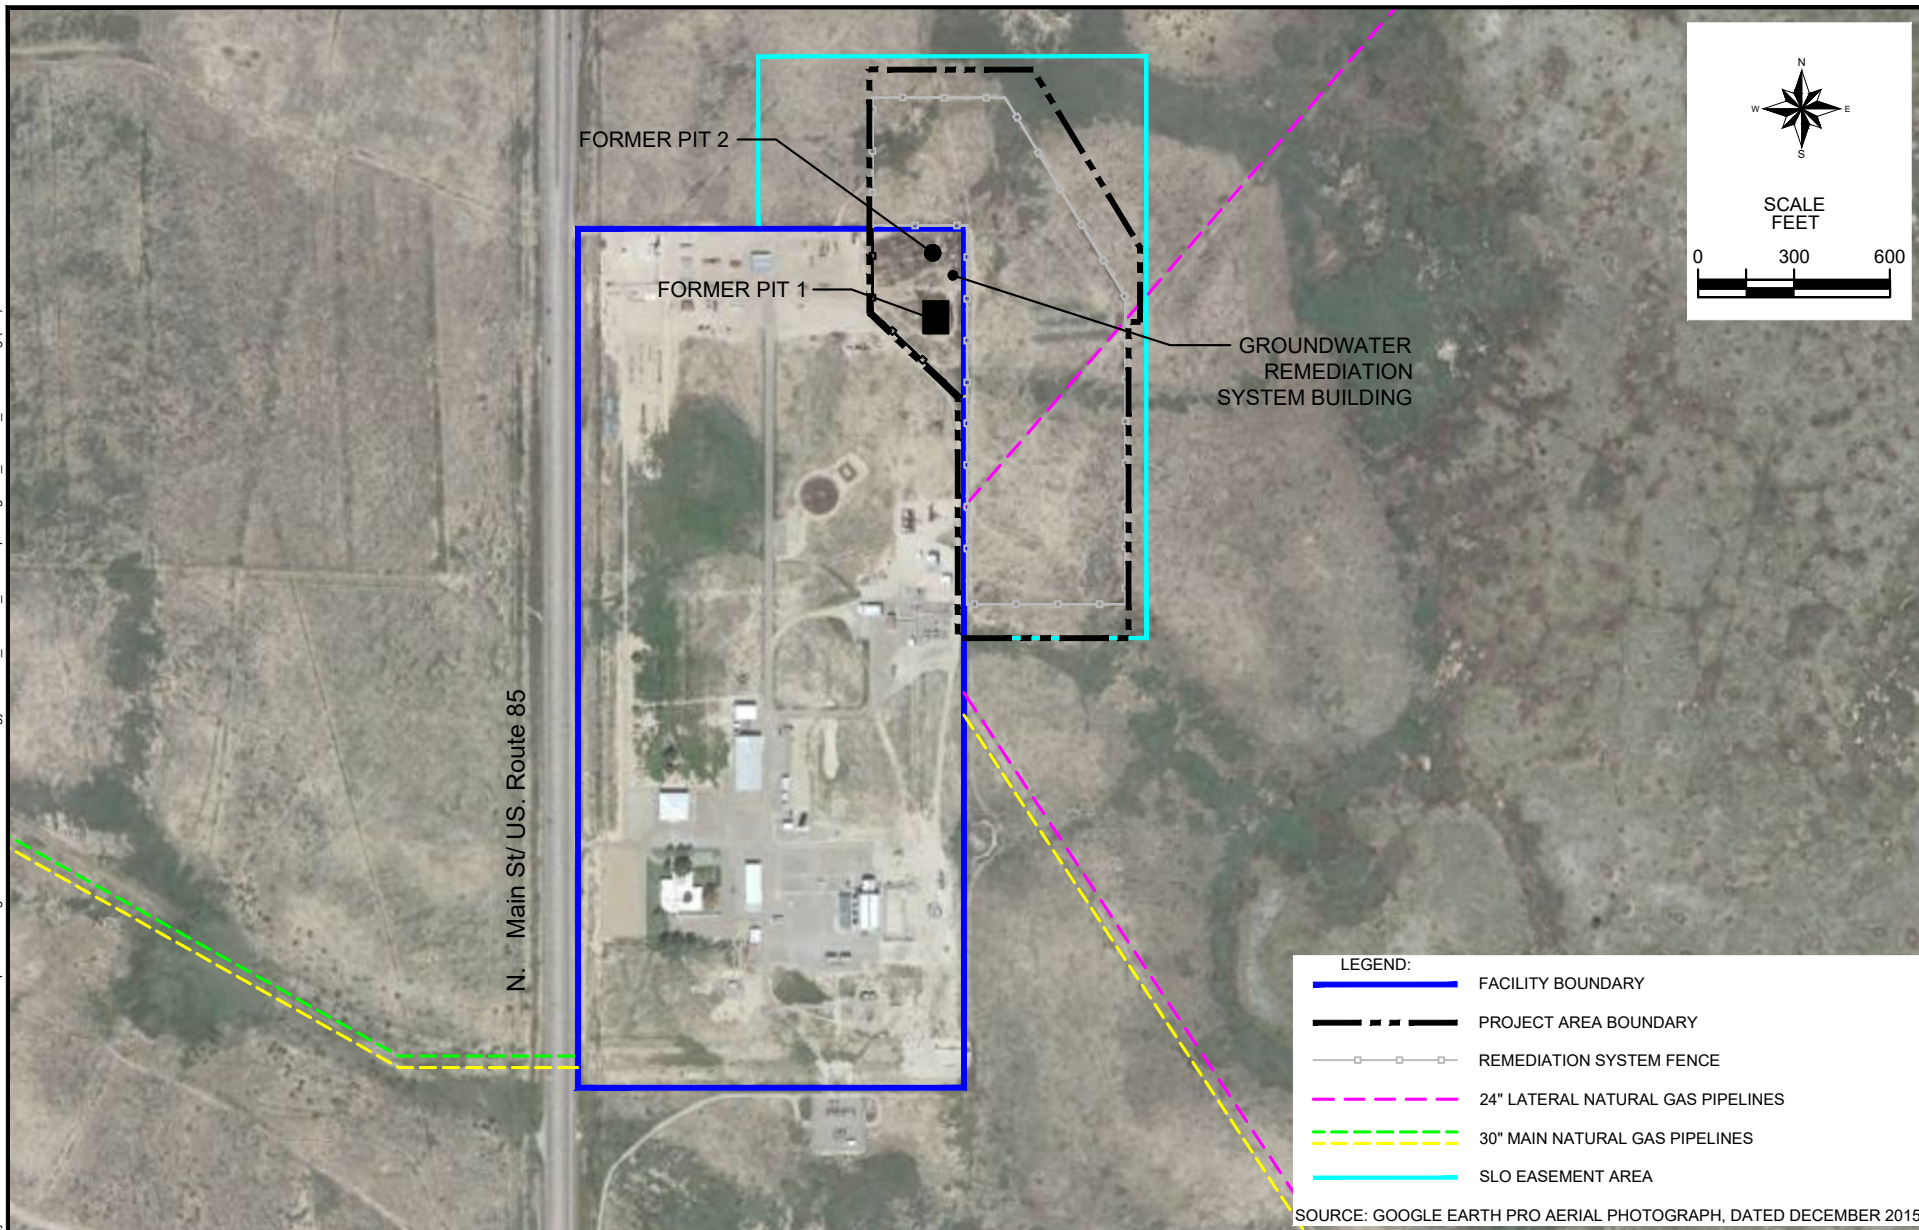 N
W
E
S
SCALE
FEET
0 300 600
FORMER PIT 2
FORMER PIT 1
GROUNDWATER
REMEDIATION
SYSTEM BUILDING
N. Main St/ US. Route 85
LEGEND:
FACILITY BOUNDARY
PROJECT AREA BOUNDARY
REMEDIATION SYSTEM FENCE
24" LATERAL NATURAL GAS PIPELINES
30" MAIN NATURAL GAS PIPELINES
SLO EASEMENT AREA
SOURCE: GOOGLE EARTH PRO AERIAL PHOTOGRAPH, DATED DECEMBER 2015